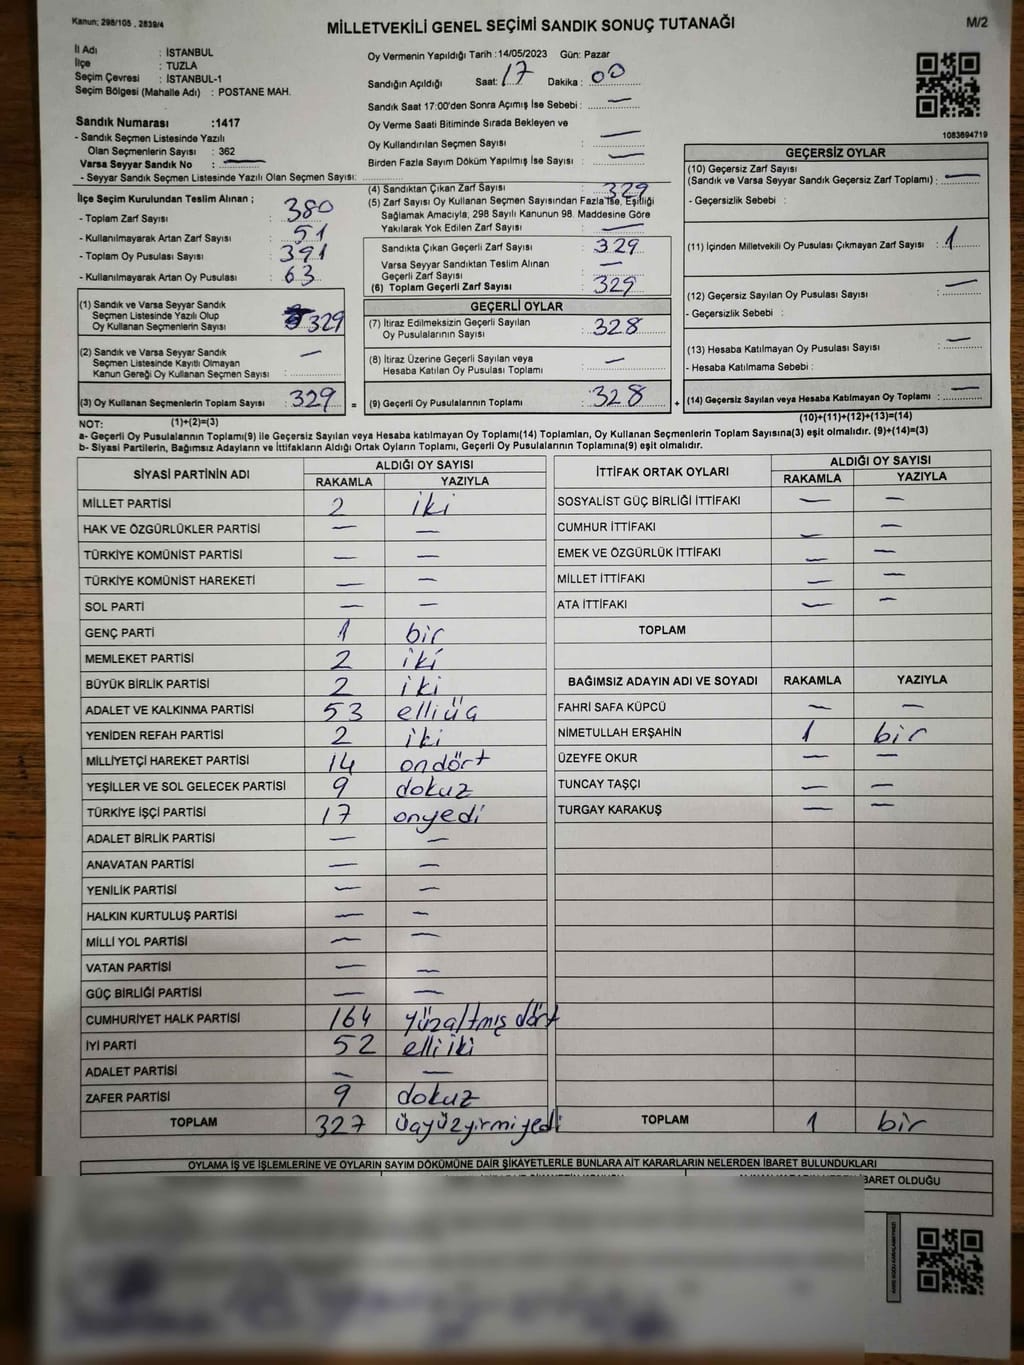 Kanun; 298/105 , 2839/4
MİLLETVEKİLİ GENEL SEÇİMİ SANDIK SONUÇ TUTANAĞI
M/2
İl Adı : İSTANBUL
İlçe : TUZLA
Seçim Çevresi : İSTANBUL-1
Seçim Bölgesi (Mahalle Adı) : POSTANE MAH.
Oy Vermenin Yapıldığı Tarih :14/05/2023 Gün: Pazar
Sandığın Açıldığı Saat: 17 Dakika : 00
Sandık Saat 17:00'den Sonra Açımış İse Sebebi : —
Sandık Numarası :1417
- Sandık Seçmen Listesinde Yazılı
Olan Seçmenlerin Sayısı : 362
Varsa Seyyar Sandık No : —
- Seyyar Sandık Seçmen Listesinde Yazılı Olan Seçmen Sayısı:
Oy Verme Saati Bitiminde Sırada Bekleyen ve
Oy Kullandırılan Seçmen Sayısı : —
Birden Fazla Sayım Döküm Yapılmış İse Sayısı : —
1083694719
İlçe Seçim Kurulundan Teslim Alınan ;
- Toplam Zarf Sayısı : 380
- Kullanılmayarak Artan Zarf Sayısı : 51
- Toplam Oy Pusulası Sayısı : 391
- Kullanılmayarak Artan Oy Pusulası : 63
(1) Sandık ve Varsa Seyyar Sandık
Seçmen Listesinde Yazılı Olup
Oy Kullanan Seçmenlerin Sayısı : 329
(2) Sandık ve Varsa Seyyar Sandık
Seçmen Listesinde Kayıtlı Olmayan
Kanun Gereği Oy Kullanan Seçmen Sayısı : —
(3) Oy Kullanan Seçmenlerin Toplam Sayısı : 329 =
(4) Sandıktan Çıkan Zarf Sayısı : 329
(5) Zarf Sayısı Oy Kullanan Seçmen Sayısından Fazla İse, Eşitliği
Sağlamak Amacıyla, 298 Sayılı Kanunun 98. Maddesine Göre
Yakılarak Yok Edilen Zarf Sayısı : —
Sandıkta Çıkan Geçerli Zarf Sayısı : 329
Varsa Seyyar Sandıktan Teslim Alınan
Geçerli Zarf Sayısı : —
(6) Toplam Geçerli Zarf Sayısı : 329
GEÇERLİ OYLAR
(7) İtiraz Edilmeksizin Geçerli Sayılan
Oy Pusulalarının Sayısı : 328
(8) İtiraz Üzerine Geçerli Sayılan veya
Hesaba Katılan Oy Pusulası Toplamı : —
(9) Geçerli Oy Pusulalarının Toplamı : 328 +
GEÇERSİZ OYLAR
(10) Geçersiz Zarf Sayısı
(Sandık ve Varsa Seyyar Sandık Geçersiz Zarf Toplamı) : —
- Geçersizlik Sebebi :
(11) İçinden Milletvekili Oy Pusulası Çıkmayan Zarf Sayısı : 1
(12) Geçersiz Sayılan Oy Pusulası Sayısı : —
- Geçersizlik Sebebi :
(13) Hesaba Katılmayan Oy Pusulası Sayısı : —
- Hesaba Katılmama Sebebi :
(14) Geçersiz Sayılan veya Hesaba Katılmayan Oy Toplamı : —
NOT: (1)+(2)=(3) (10)+(11)+(12)+(13)=(14)
a- Geçerli Oy Pusulalarının Toplamı(9) ile Geçersiz Sayılan veya Hesaba katılmayan Oy Toplamı(14) Toplamları, Oy Kullanan Seçmenlerin Toplam Sayısına(3) eşit olmalıdır. (9)+(14)=(3)
b- Siyasi Partilerin, Bağımsız Adayların ve İttifakların Aldığı Ortak Oyların Toplamı, Geçerli Oy Pusulalarının Toplamına(9) eşit olmalıdır.
SİYASİ PARTİNİN ADI ALDIĞI OY SAYISI
RAKAMLA YAZIYLA
MİLLET PARTİSİ 2 iki
HAK VE ÖZGÜRLÜKLER PARTİSİ — —
TÜRKİYE KOMÜNİST PARTİSİ — —
TÜRKİYE KOMÜNİST HAREKETİ — —
SOL PARTİ — —
GENÇ PARTİ 1 bir
MEMLEKET PARTİSİ 2 iki
BÜYÜK BİRLİK PARTİSİ 2 iki
ADALET VE KALKINMA PARTİSİ 53 elliüç
YENİDEN REFAH PARTİSİ 2 iki
MİLLİYETÇİ HAREKET PARTİSİ 14 ondört
YEŞİLLER VE SOL GELECEK PARTİSİ 9 dokuz
TÜRKİYE İŞÇİ PARTİSİ 17 onyedi
ADALET BİRLİK PARTİSİ — —
ANAVATAN PARTİSİ — —
YENİLİK PARTİSİ — —
HALKIN KURTULUŞ PARTİSİ — —
MİLLİ YOL PARTİSİ — —
VATAN PARTİSİ — —
GÜÇ BİRLİĞİ PARTİSİ — —
CUMHURİYET HALK PARTİSİ 164 yüzaltmış dört
İYİ PARTİ 52 elli iki
ADALET PARTİSİ — —
ZAFER PARTİSİ 9 dokuz
TOPLAM 327 üçyüzyirmiyedi
İTTİFAK ORTAK OYLARI ALDIĞI OY SAYISI
RAKAMLA YAZIYLA
SOSYALIST GÜÇ BİRLİĞİ İTTİFAKI — —
CUMHUR İTTİFAKI — —
EMEK VE ÖZGÜRLÜK İTTİFAKI — —
MİLLET İTTİFAKI — —
ATA İTTİFAKI — —
TOPLAM
BAĞIMSIZ ADAYIN ADI VE SOYADI RAKAMLA YAZIYLA
FAHRİ SAFA KÜPCÜ — —
NİMETULLAH ERŞAHİN 1 bir
ÜZEYFE OKUR — —
TUNCAY TAŞÇI — —
TURGAY KARAKUŞ — —
TOPLAM 1 bir
OYLAMA İŞ VE İŞLEMLERİNE VE OYLARIN SAYIM DÖKÜMÜNE DAİR ŞİKAYETLERLE BUNLARA AİT KARARLARIN NELERDEN İBARET BULUNDUKLARI
BARET OLDUĞU